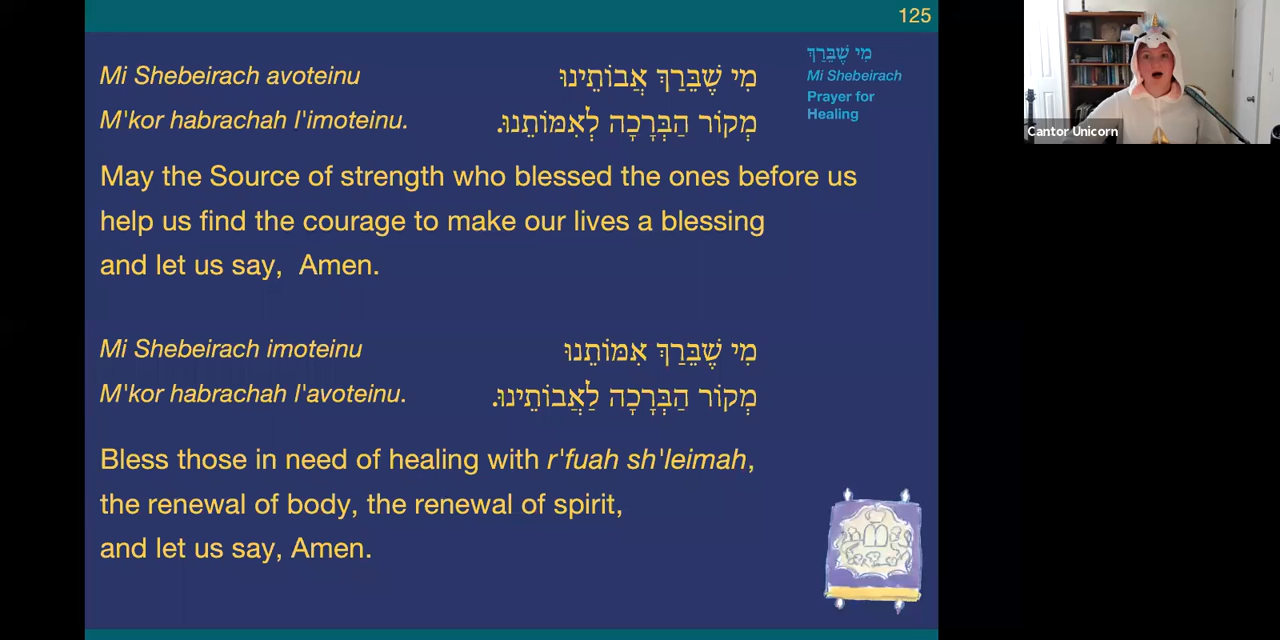 125
מִי שֶׁבֵּרַךְ
Mi Shebeirach
Prayer for
Healing
Mi Shebeirach avoteinu
מִי שֶׁבֵּרַךְ אֲבוֹתֵינוּ
M'kor habrachah l'imoteinu.
מְקוֹר הַבְּרָכָה לְאִמּוֹתֵנוּ.
May the Source of strength who blessed the ones before us
help us find the courage to make our lives a blessing
and let us say, Amen.
Mi Shebeirach imoteinu
מִי שֶׁבֵּרַךְ אִמּוֹתֵנוּ
M'kor habrachah l'avoteinu.
מְקוֹר הַבְּרָכָה לַאֲבוֹתֵינוּ.
Bless those in need of healing with r'fuah sh'leimah,
the renewal of body, the renewal of spirit,
and let us say, Amen.
Cantor Unicorn